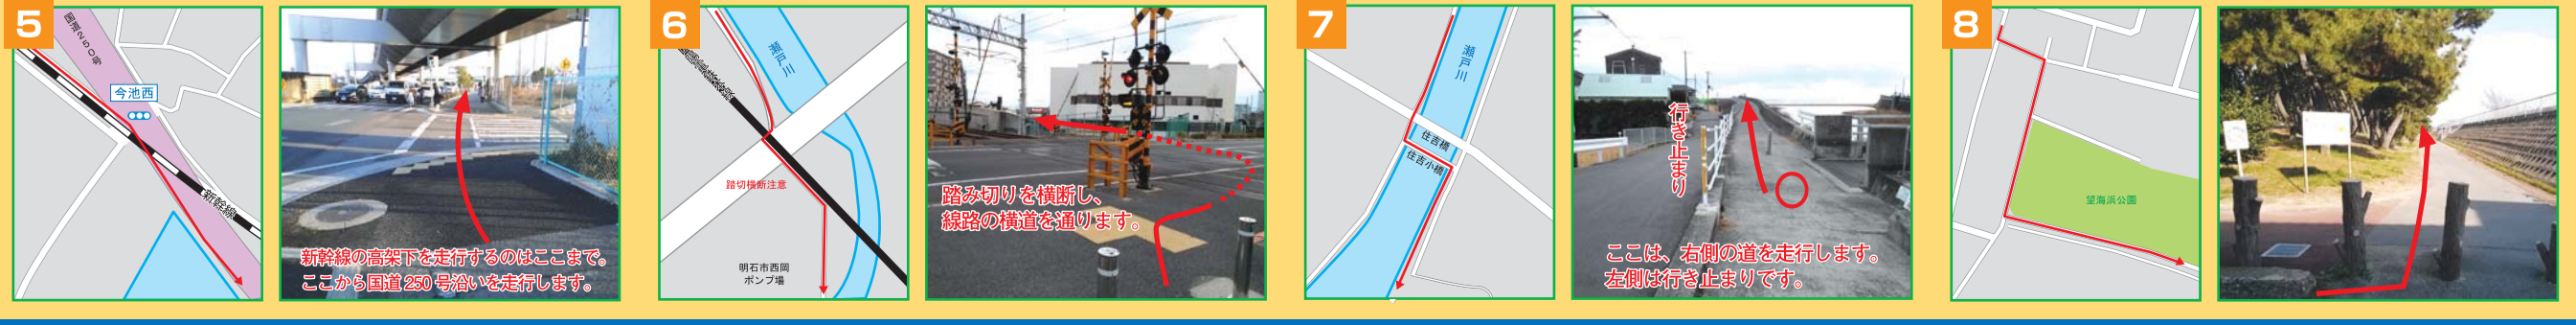 5
国道250号
今池西
新幹線
新幹線の高架下を走行するのはここまで。
ここから国道250号沿いを走行します。
6
瀬戸川
踏切横断注意
明石市西岡
ポンプ場
踏み切りを横断し、
線路の横道を通ります。
7
瀬戸川
住吉橋
住吉小橋
行き止まり
ここは、右側の道を走行します。
左側は行き止まりです。
8
望海浜公園